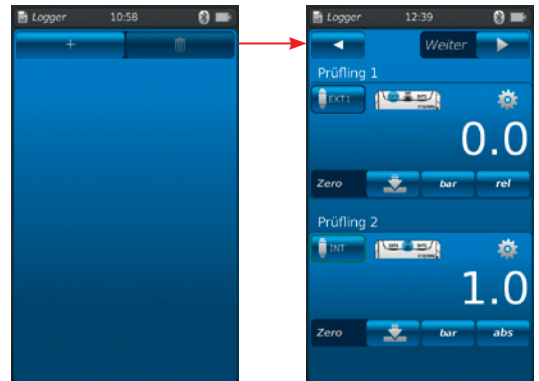 Logger 10:58
+
Logger 12:39
Weiter
Prüfling 1
EXT1
0.0
Zero bar rel
Prüfling 2
INT
1.0
Zero bar abs